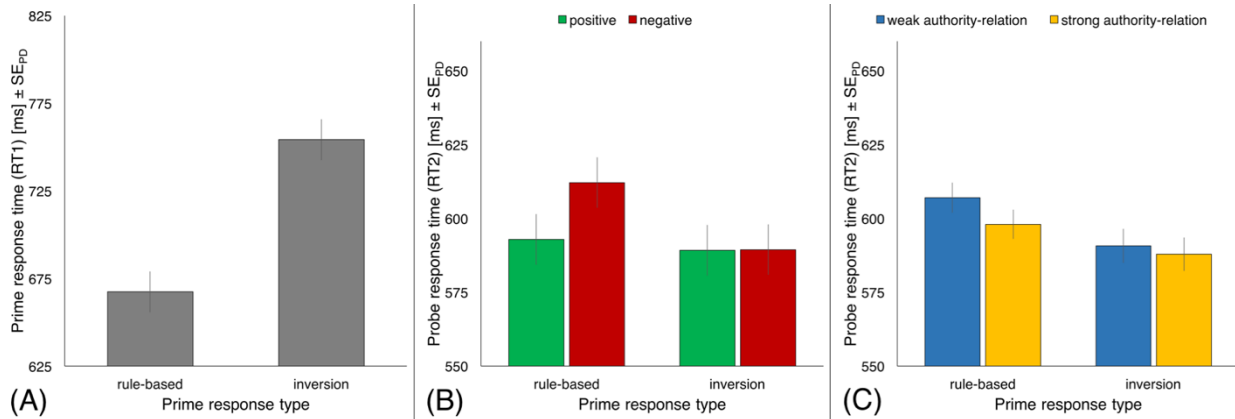 Prime response time (RT1) [ms] ± SEPD
825
775
725
675
625
rule-based
inversion
Prime response type
(A)
positive
negative
Probe response time (RT2) [ms] ± SEPD
650
625
600
575
550
rule-based
inversion
Prime response type
(B)
weak authority-relation
strong authority-relation
Probe response time (RT2) [ms] ± SEPD
650
625
600
575
550
rule-based
inversion
Prime response type
(C)